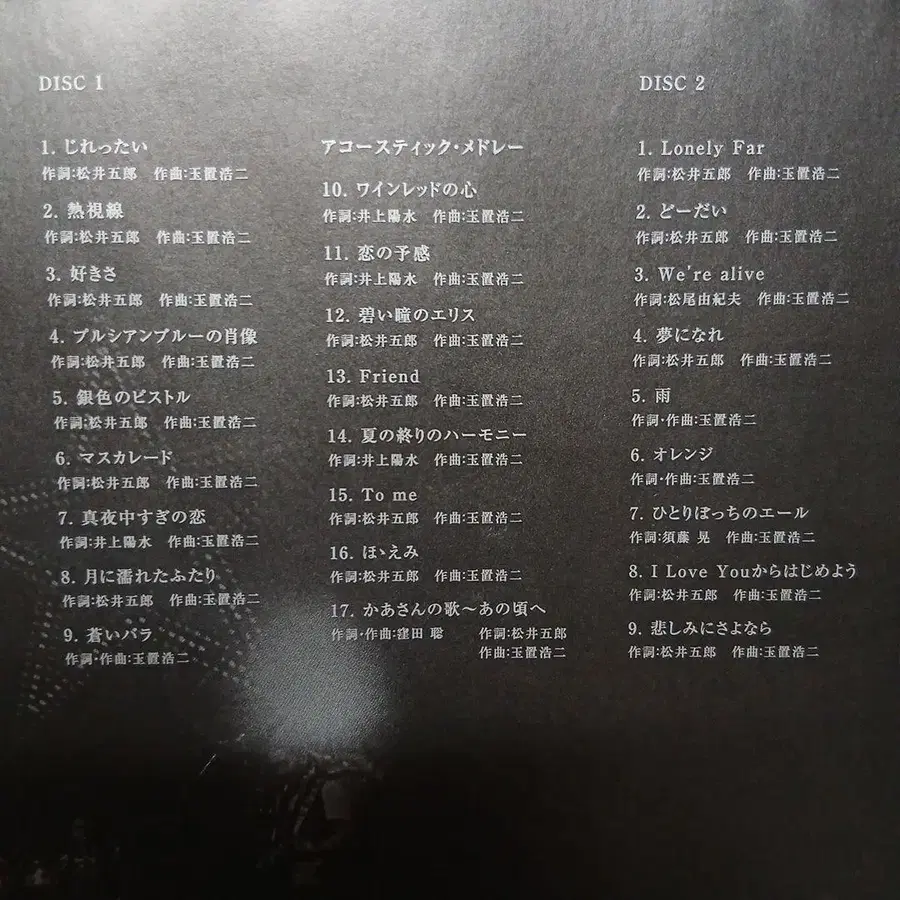 DISC 1
1. じれったい
作詞:松井五郎 作曲:玉置浩二
2. 熱視線
作詞:松井五郎 作曲:玉置浩二
3. 好きさ
作詞:松井五郎 作曲:玉置浩二
4. プルシアンブルーの肖像
作詞:松井五郎 作曲:玉置浩二
5. 銀色のピストル
作詞:松井五郎 作曲:玉置浩二
6. マスカレード
作詞:松井五郎 作曲:玉置浩二
7. 真夜中すぎの恋
作詞:井上陽水 作曲:玉置浩二
8. 月に濡れたふたり
作詞:松井五郎 作曲:玉置浩二
9. 蒼いバラ
作詞・作曲:玉置浩二
アコースティック・メドレー
10. ワインレッドの心
作詞:井上陽水 作曲:玉置浩二
11. 恋の予感
作詞:井上陽水 作曲:玉置浩二
12. 碧い瞳のエリス
作詞:松井五郎 作曲:玉置浩二
13. Friend
作詞:松井五郎 作曲:玉置浩二
14. 夏の終りのハーモニー
作詞:井上陽水 作曲:玉置浩二
15. To me
作詞:松井五郎 作曲:玉置浩二
16. ほゝえみ
作詞:松井五郎 作曲:玉置浩二
17. かあさんの歌〜あの頃へ
作詞・作曲:窪田 聡 作詞:松井五郎
作曲:玉置浩二
DISC 2
1. Lonely Far
作詞:松井五郎 作曲:玉置浩二
2. どーだい
作詞:松井五郎 作曲:玉置浩二
3. We're alive
作詞:松尾由紀夫 作曲:玉置浩二
4. 夢になれ
作詞:松井五郎 作曲:玉置浩二
5. 雨
作詞・作曲:玉置浩二
6. オレンジ
作詞・作曲:玉置浩二
7. ひとりぼっちのエール
作詞:須藤 晃 作曲:玉置浩二
8. I Love Youからはじめよう
作詞:松井五郎 作曲:玉置浩二
9. 悲しみにさよなら
作詞:松井五郎 作曲:玉置浩二